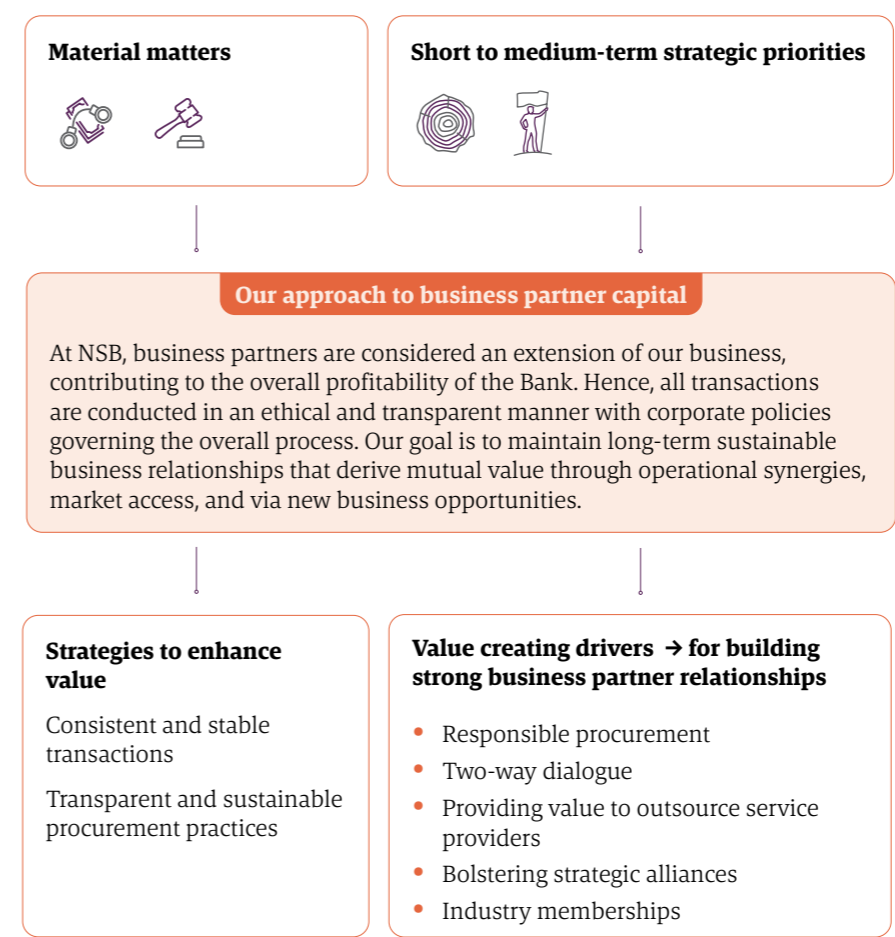 Material matters
Short to medium-term strategic priorities
Our approach to business partner capital
At NSB, business partners are considered an extension of our business,
contributing to the overall profitability of the Bank. Hence, all transactions
are conducted in an ethical and transparent manner with corporate policies
governing the overall process. Our goal is to maintain long-term sustainable
business relationships that derive mutual value through operational synergies,
market access, and via new business opportunities.
Strategies to enhance
value
Consistent and stable
transactions
Transparent and sustainable
procurement practices
Value creating drivers → for building
strong business partner relationships
• Responsible procurement
• Two-way dialogue
• Providing value to outsource service
providers
• Bolstering strategic alliances
• Industry memberships